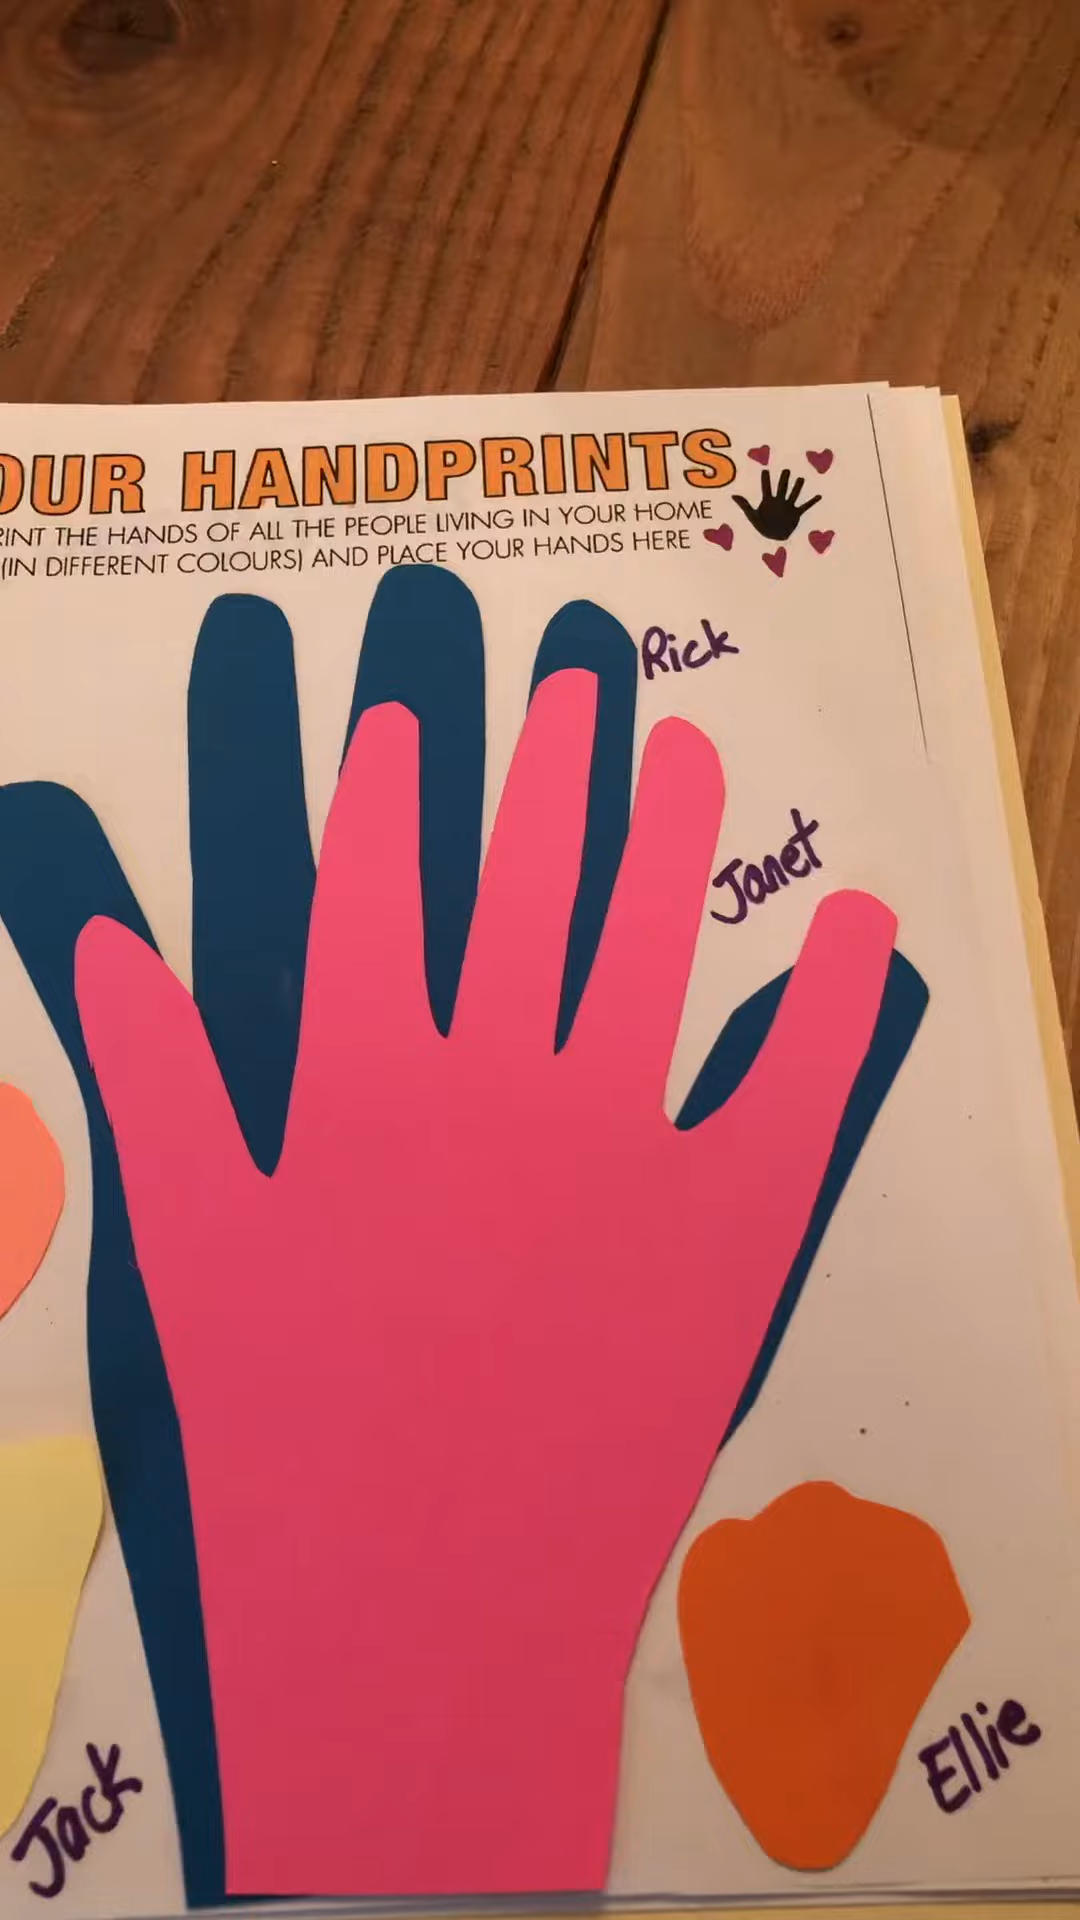 OUR HANDPRINTS
RINT THE HANDS OF ALL THE PEOPLE LIVING IN YOUR HOME
(IN DIFFERENT COLOURS) AND PLACE YOUR HANDS HERE
Rick
Janet
Ellie
Jack